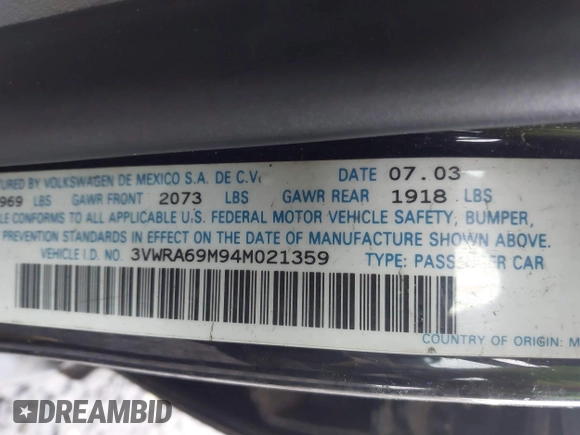 TURED BY VOLKSWAGEN DE MEXICO S.A. DE C.V. DATE 07.03
969 LBS GAWR FRONT 2073 LBS GAWR REAR 1918 LBS
LE CONFORMS TO ALL APPLICABLE U.S. FEDERAL MOTOR VEHICLE SAFETY, BUMPER,
PREVENTION STANDARDS IN EFFECT ON THE DATE OF MANUFACTURE SHOWN ABOVE.
VEHICLE I.D. NO. 3VWRA69M94M021359 TYPE: PASSENGER CAR
COUNTRY OF ORIGIN: M
DREAMBID